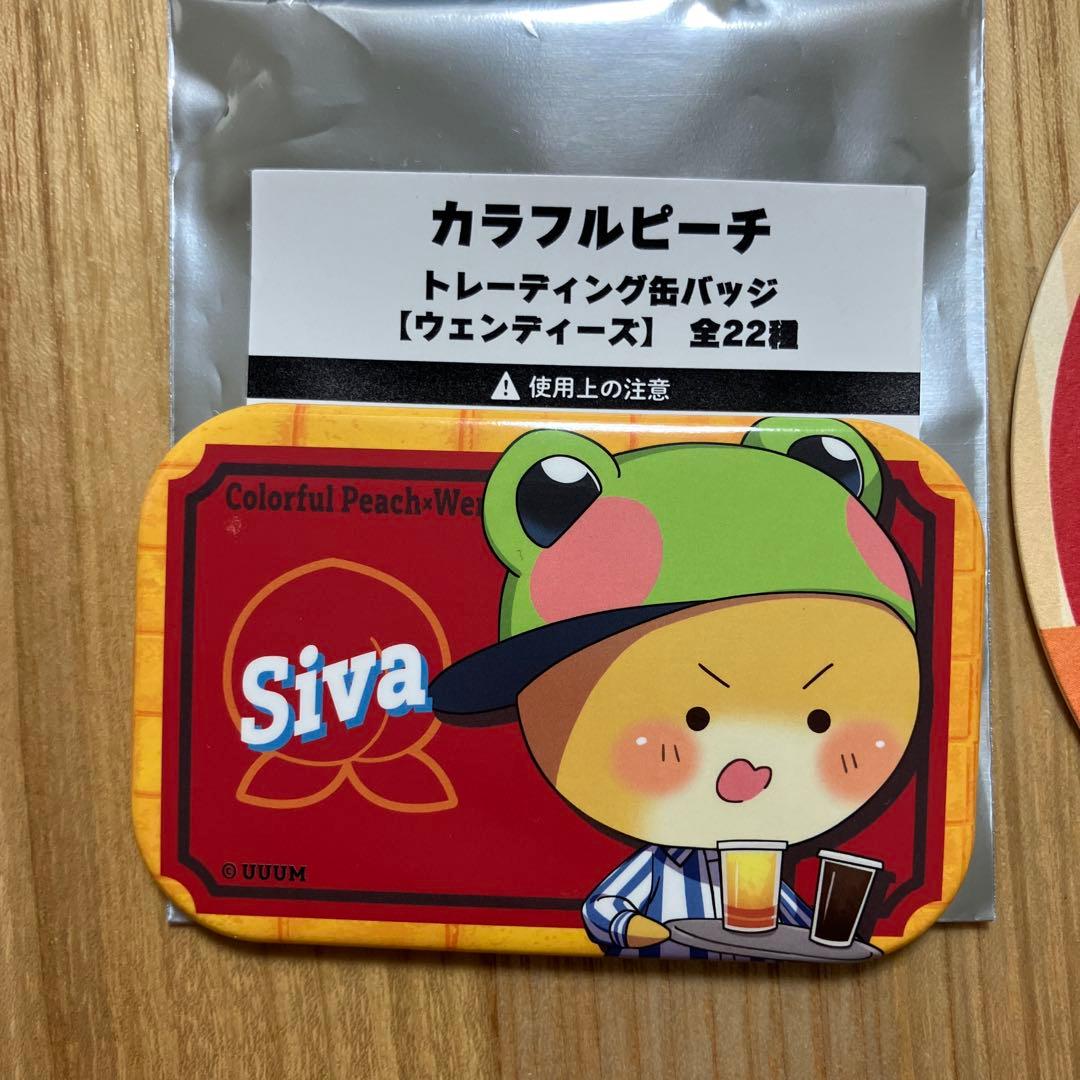 カラフルピーチ
トレーディング缶バッジ
【ウェンディーズ】 全22種
使用上の注意
Colorful Peach×We
Siva
© UUUM